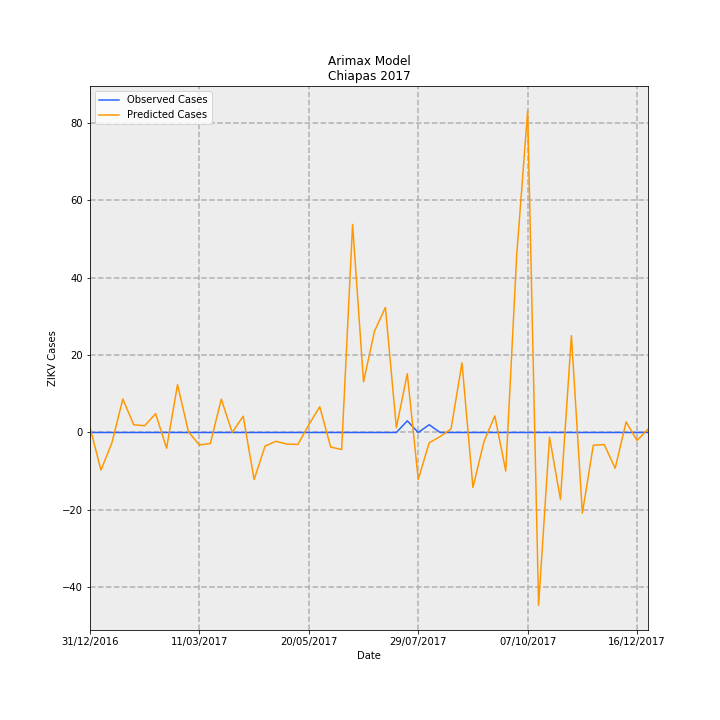 Arimax Model
Chiapas 2017
Observed Cases
Predicted Cases
ZIKV Cases
80
60
40
20
0
−20
−40
31/12/2016 11/03/2017 20/05/2017 29/07/2017 07/10/2017 16/12/2017
Date